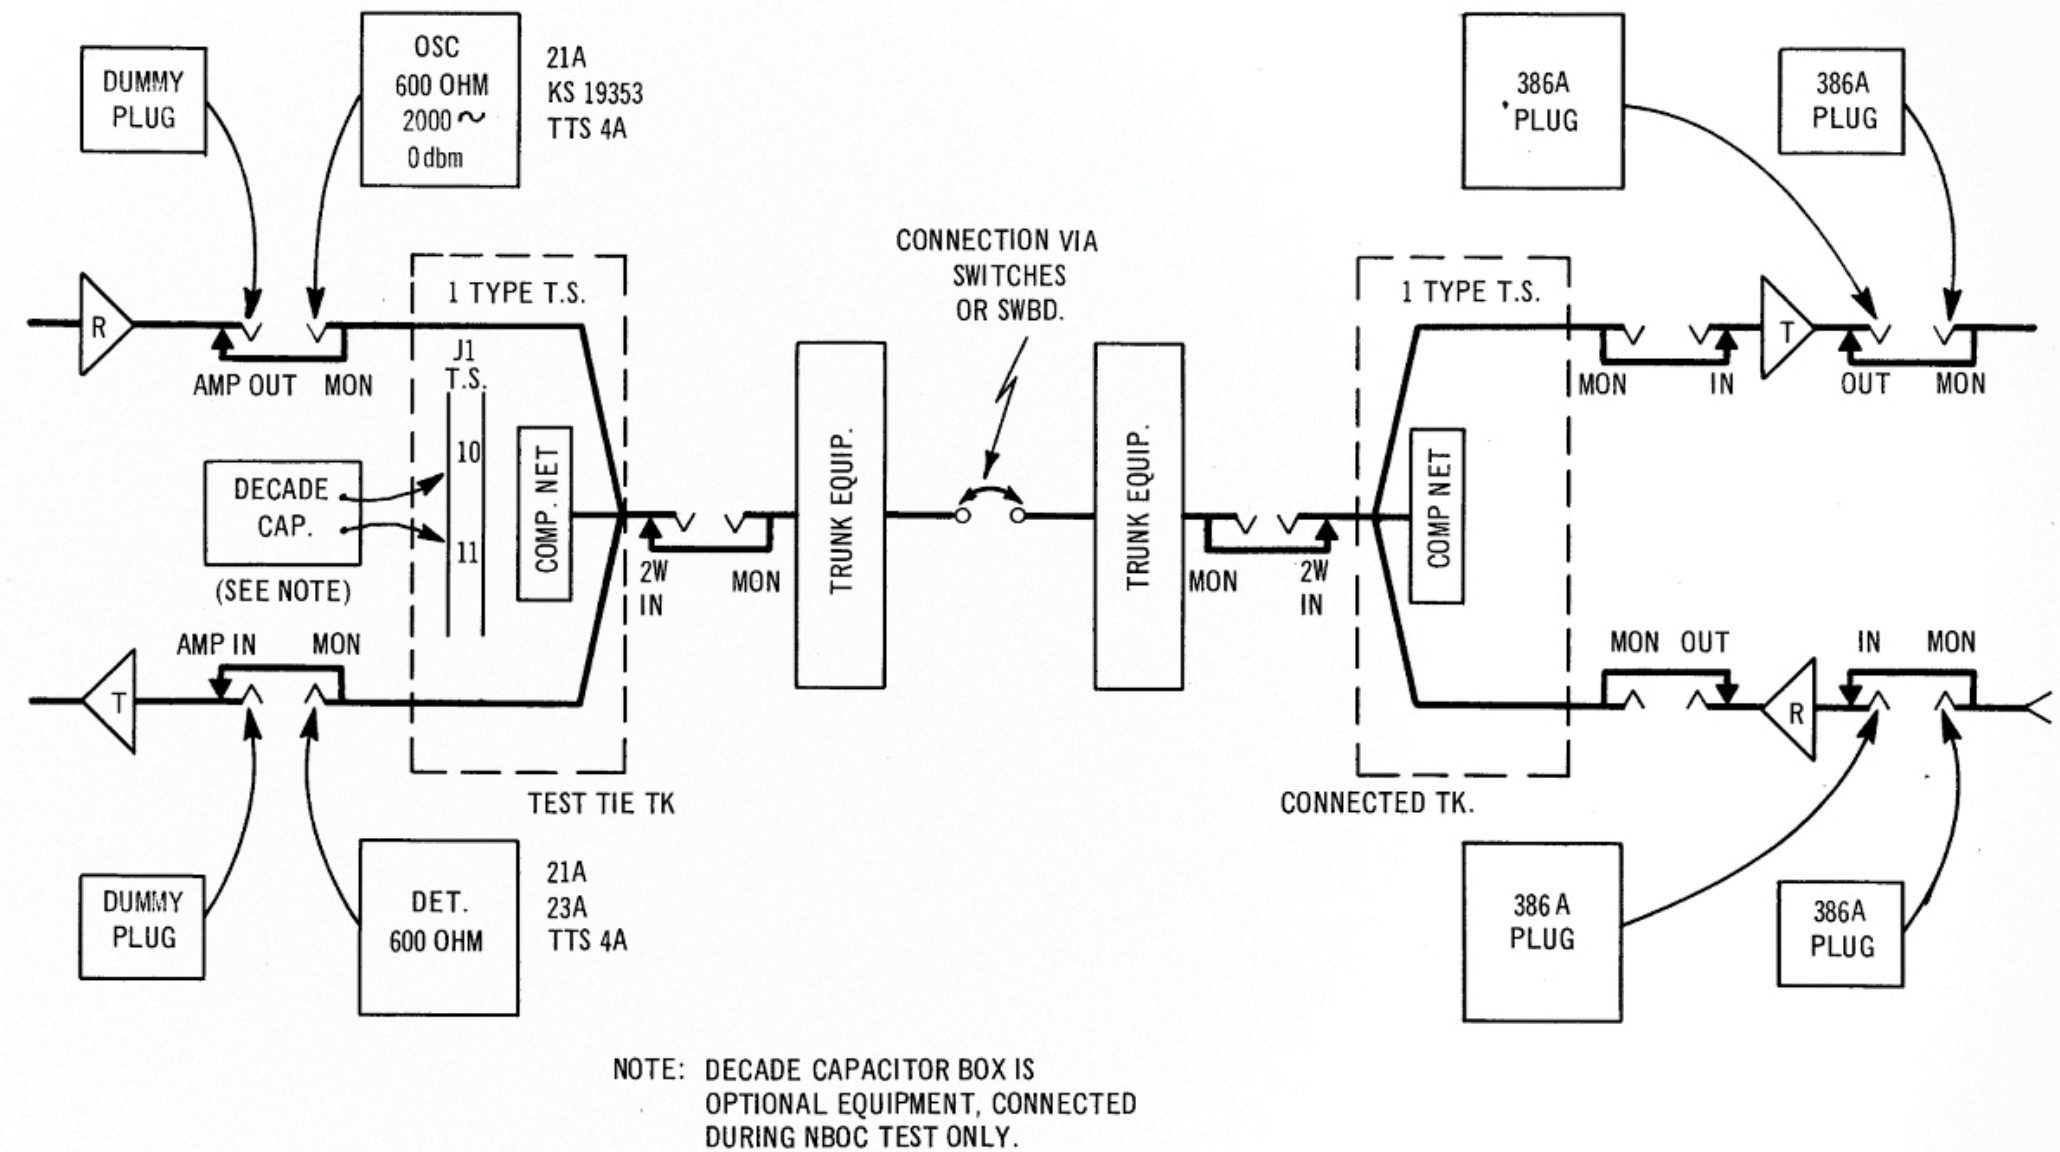 DUMMY
PLUG
OSC
600 OHM
2000 ~
0 dbm
21A
KS 19353
TTS 4A
386A
PLUG
386A
PLUG
CONNECTION VIA
SWITCHES
OR SWBD.
1 TYPE T.S.
1 TYPE T.S.
R
T
AMP OUT
MON
J1
T.S.
MON
IN
OUT
MON
10
11
DECADE
CAP.
(SEE NOTE)
COMP. NET
2W
IN
MON
TRUNK EQUIP.
TRUNK EQUIP.
MON
2W
IN
COMP NET
AMP IN
MON
MON
OUT
IN
MON
T
R
TEST TIE TK
CONNECTED TK.
DUMMY
PLUG
DET.
600 OHM
21A
23A
TTS 4A
386A
PLUG
386A
PLUG
NOTE: DECADE CAPACITOR BOX IS
OPTIONAL EQUIPMENT, CONNECTED
DURING NBOC TEST ONLY.